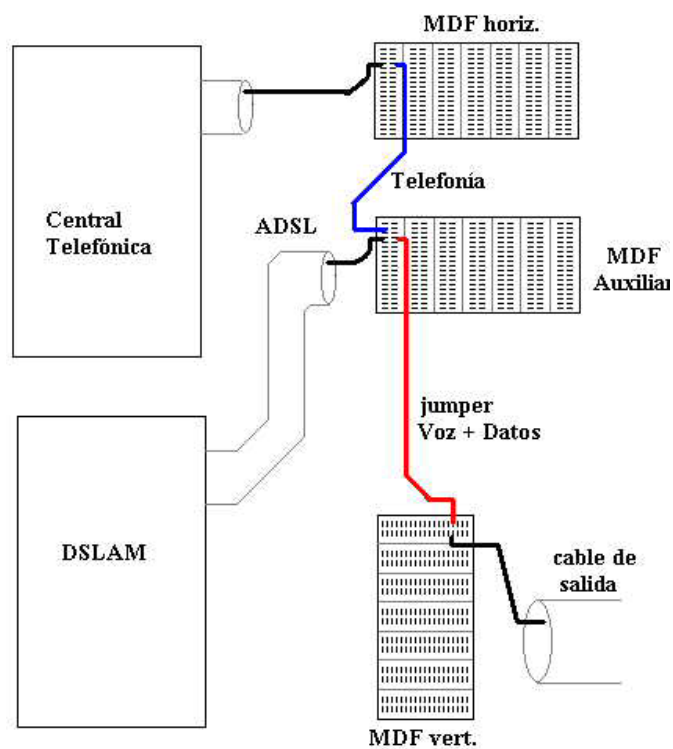 MDF horiz.
Central
Telefónica
Telefonía
ADSL
MDF
Auxiliar
jumper
Voz + Datos
DSLAM
cable de
salida
MDF vert.